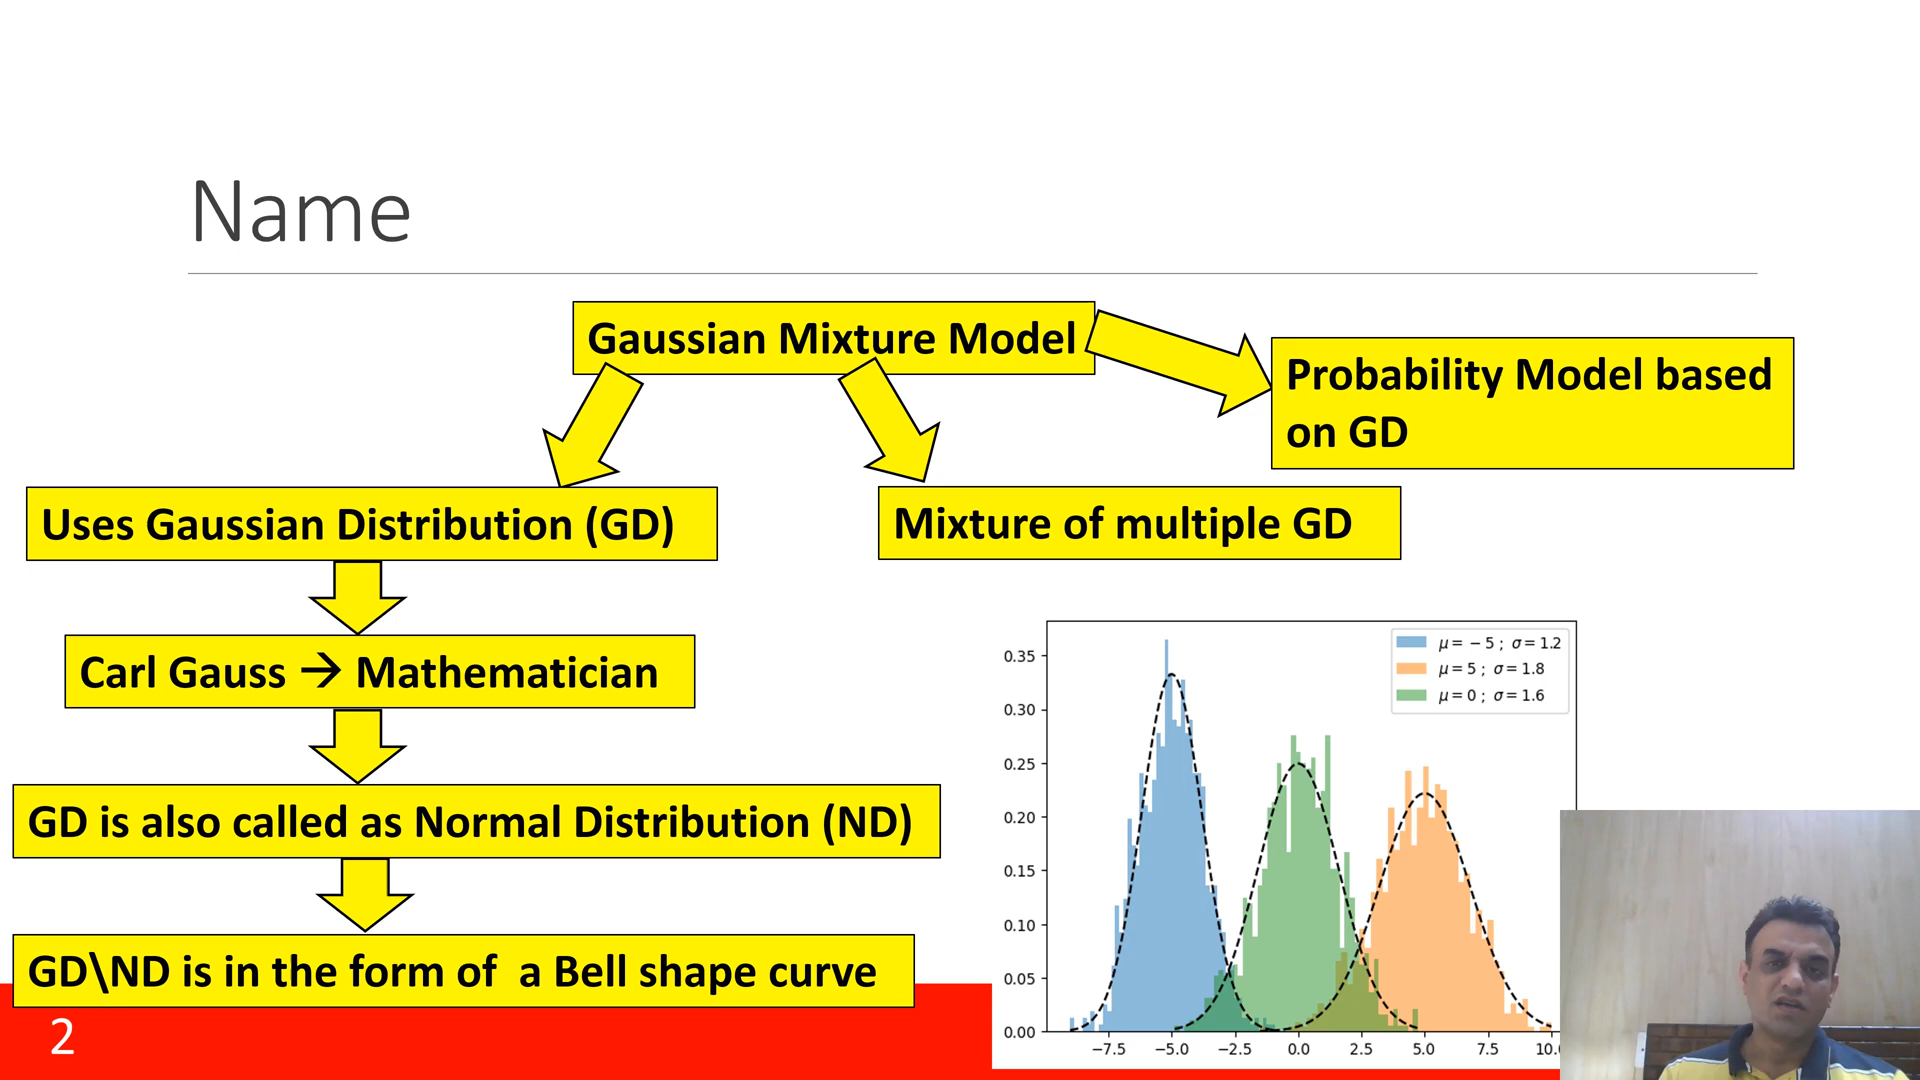 Name
Gaussian Mixture Model
Probability Model based
on GD
Uses Gaussian Distribution (GD)
Mixture of multiple GD
Carl Gauss → Mathematician
GD is also called as Normal Distribution (ND)
GD\ND is in the form of  a Bell shape curve
2
μ = − 5 ; σ = 1.2
μ = 5 ; σ = 1.8
μ = 0 ; σ = 1.6
0.35
0.30
0.25
0.20
0.15
0.10
0.05
0.00
−7.5 −5.0 −2.5 0.0 2.5 5.0 7.5 10.